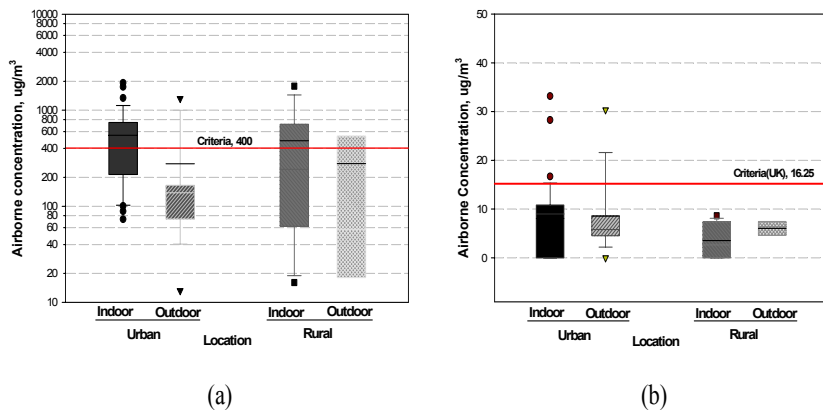 10000
8000
6000
4000
2000
1000
800
600
400
200
100
80
60
40
20
10
Airborne concentration, ug/m3
Criteria, 400
Indoor Outdoor Indoor Outdoor
Urban Location Rural
(a)
50
40
30
20
10
0
Airborne Concentration, ug/m3
Criteria(UK), 16.25
Indoor Outdoor Indoor Outdoor
Urban Location Rural
(b)